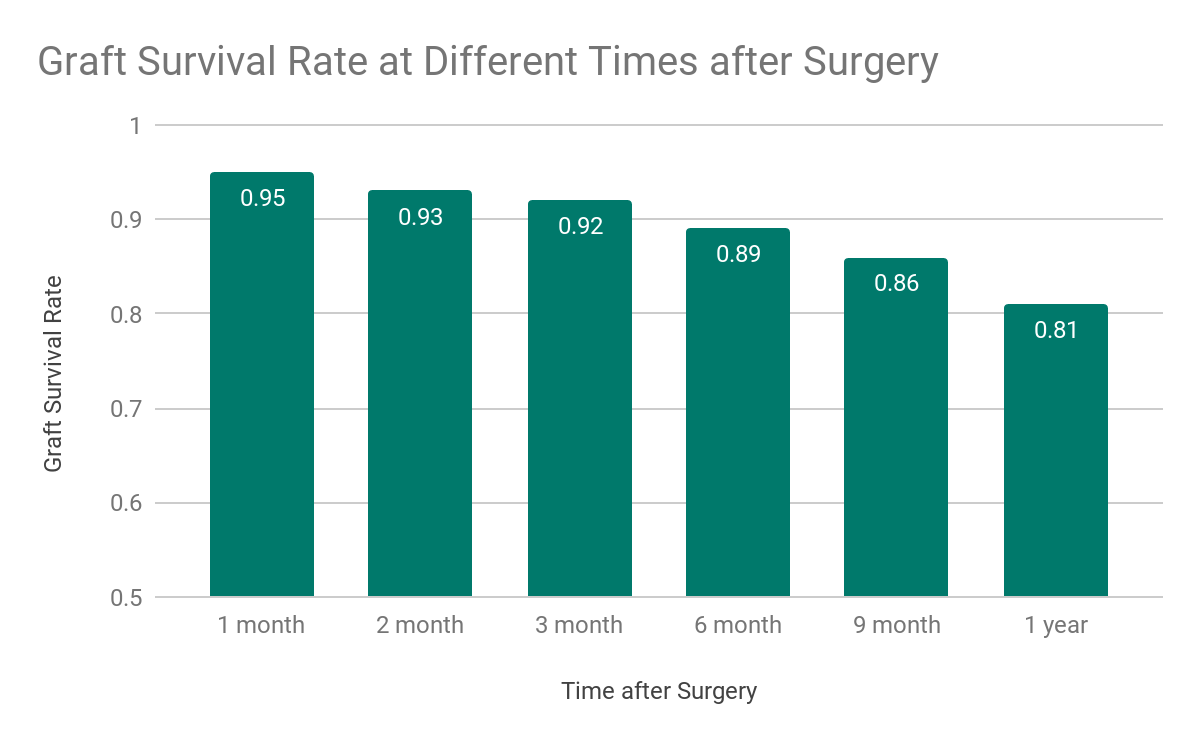 Graft Survival Rate at Different Times after Surgery
1
0.9
0.8
0.7
0.6
0.5
Graft Survival Rate
0.95
0.93
0.92
0.89
0.86
0.81
1 month
2 month
3 month
6 month
9 month
1 year
Time after Surgery